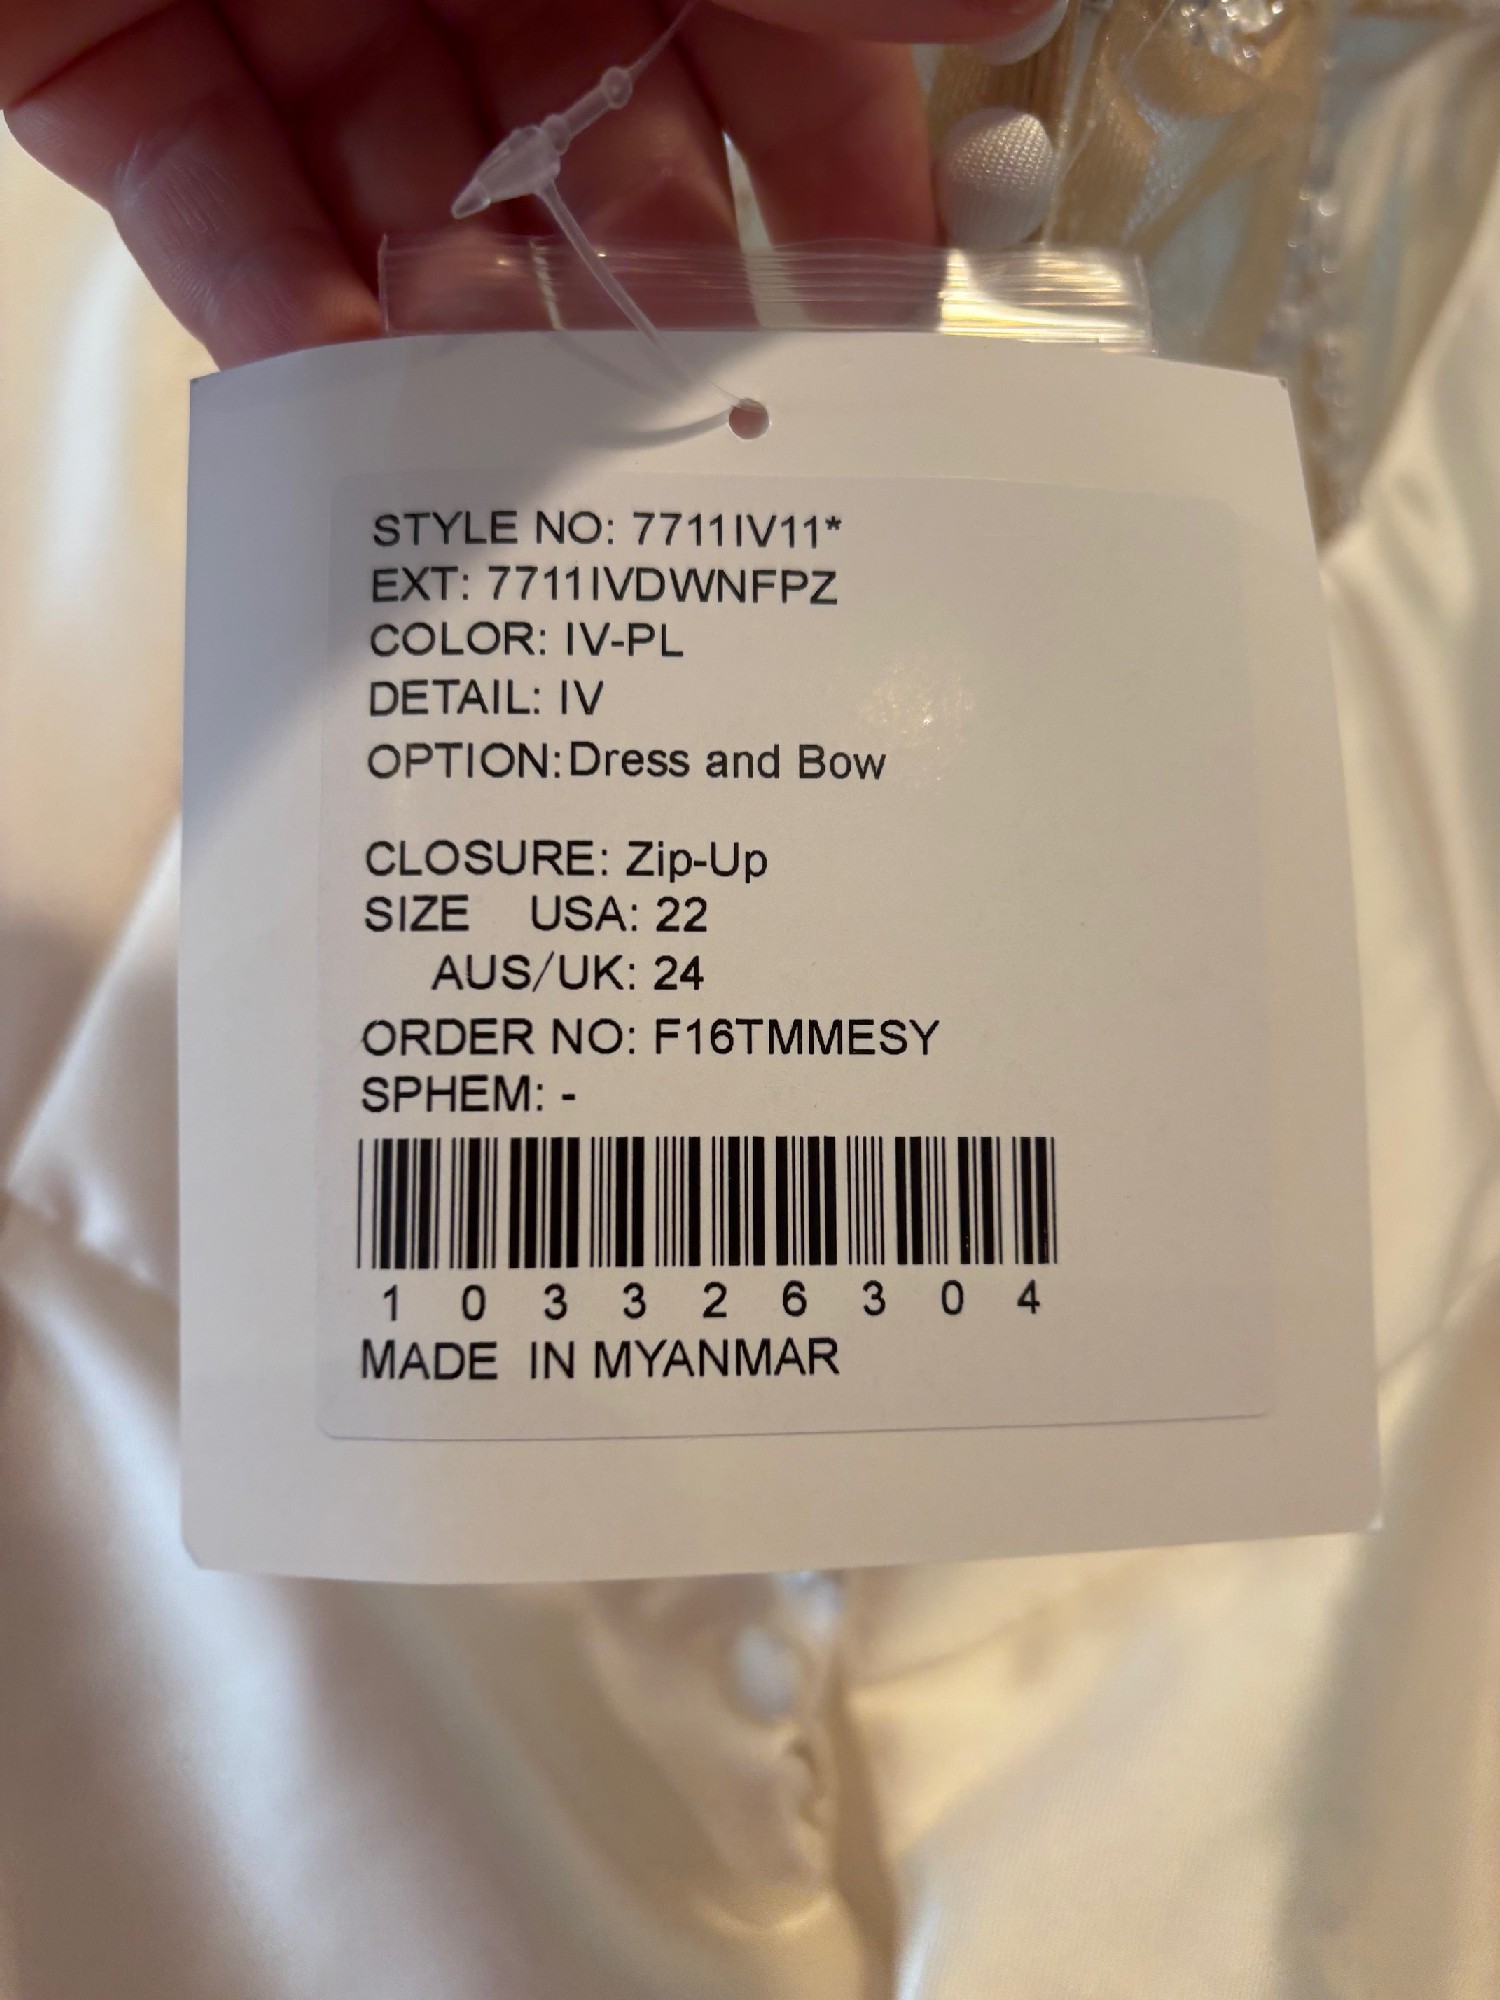 STYLE NO: 7711IV11*
EXT: 7711IVDWNFPZ
COLOR: IV-PL
DETAIL: IV
OPTION:Dress and Bow
CLOSURE: Zip-Up
SIZE USA: 22
AUS/UK: 24
ORDER NO: F16TMMESY
SPHEM: -
1 0 3 3 2 6 3 0 4
MADE IN MYANMAR